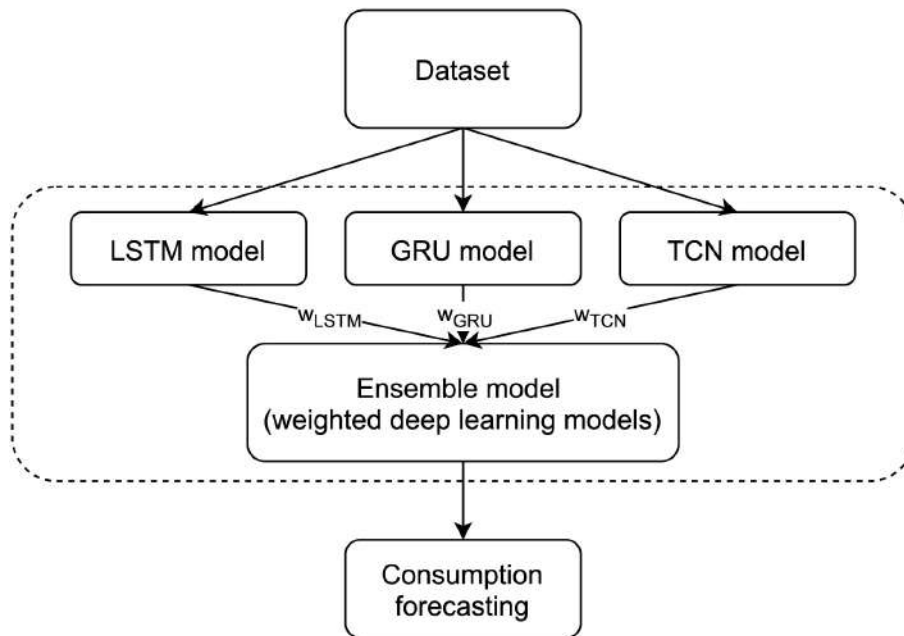 Dataset
LSTM model
GRU model
TCN model
wLSTM
wGRU
wTCN
Ensemble model
(weighted deep learning models)
Consumption
forecasting